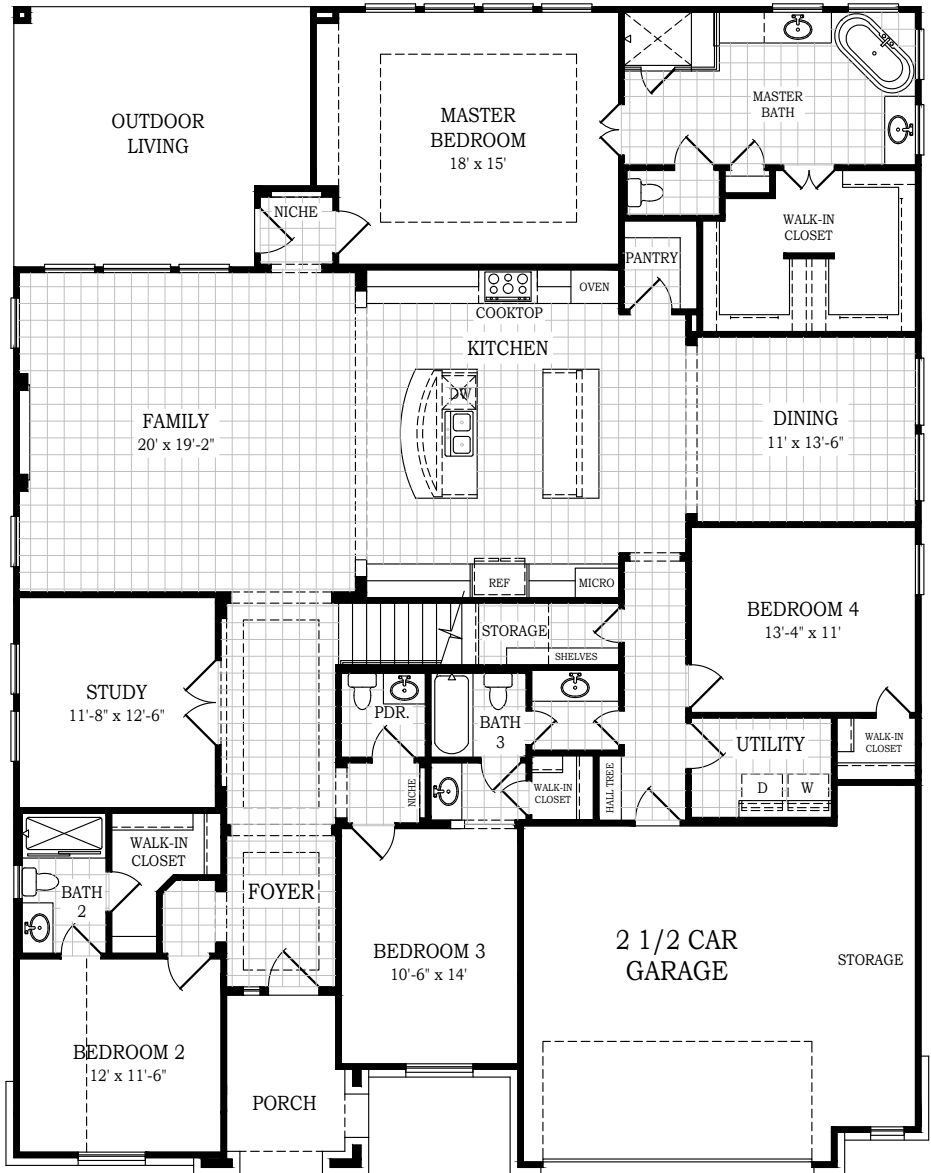 OUTDOOR
LIVING
MASTER
BEDROOM
18' x 15'
MASTER
BATH
NICHE
WALK-IN
CLOSET
PANTRY
OVEN
COOKTOP
KITCHEN
DW
FAMILY
20' x 19'-2"
DINING
11' x 13'-6"
REF
MICRO
STORAGE
SHELVES
BEDROOM 4
13'-4" x 11'
STUDY
11'-8" x 12'-6"
PDR.
BATH
3
UTILITY
D
W
WALK-IN
CLOSET
NICHE
WALK-IN
CLOSET
HALL TREE
WALK-IN
CLOSET
BATH
2
FOYER
BEDROOM 3
10'-6" x 14'
2 1/2 CAR
GARAGE
STORAGE
BEDROOM 2
12' x 11'-6"
PORCH